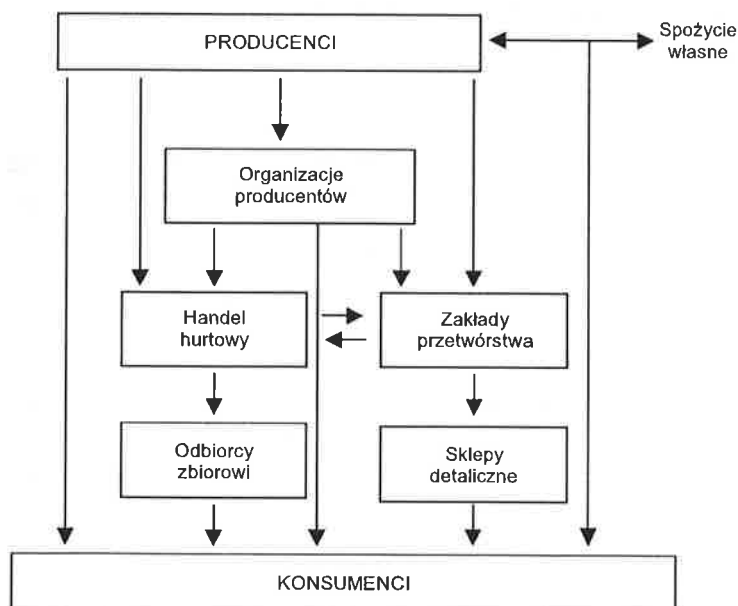 PRODUCENCI
Spożycie
własne
Organizacje
producentów
Handel
hurtowy
Zakłady
przetwórstwa
Odbiorcy
zbiorowi
Sklepy
detaliczne
KONSUMENCI